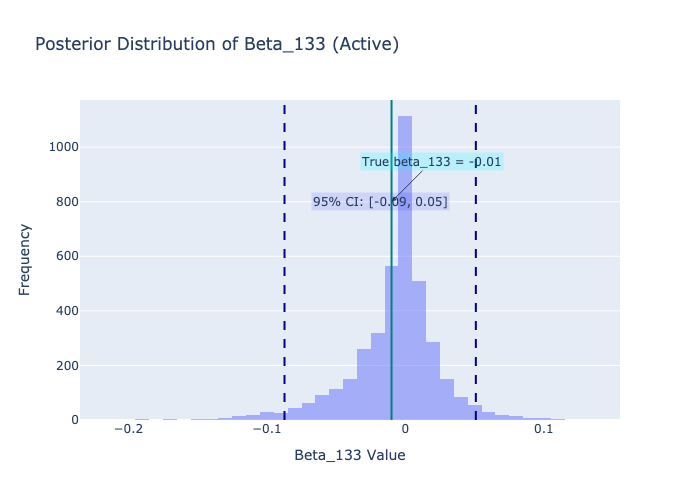 Posterior Distribution of Beta_133 (Active)
1000
800
600
400
200
0
Frequency
True beta_133 = -0.01
95% CI: [-0.09, 0.05]
−0.2
−0.1
0
0.1
Beta_133 Value